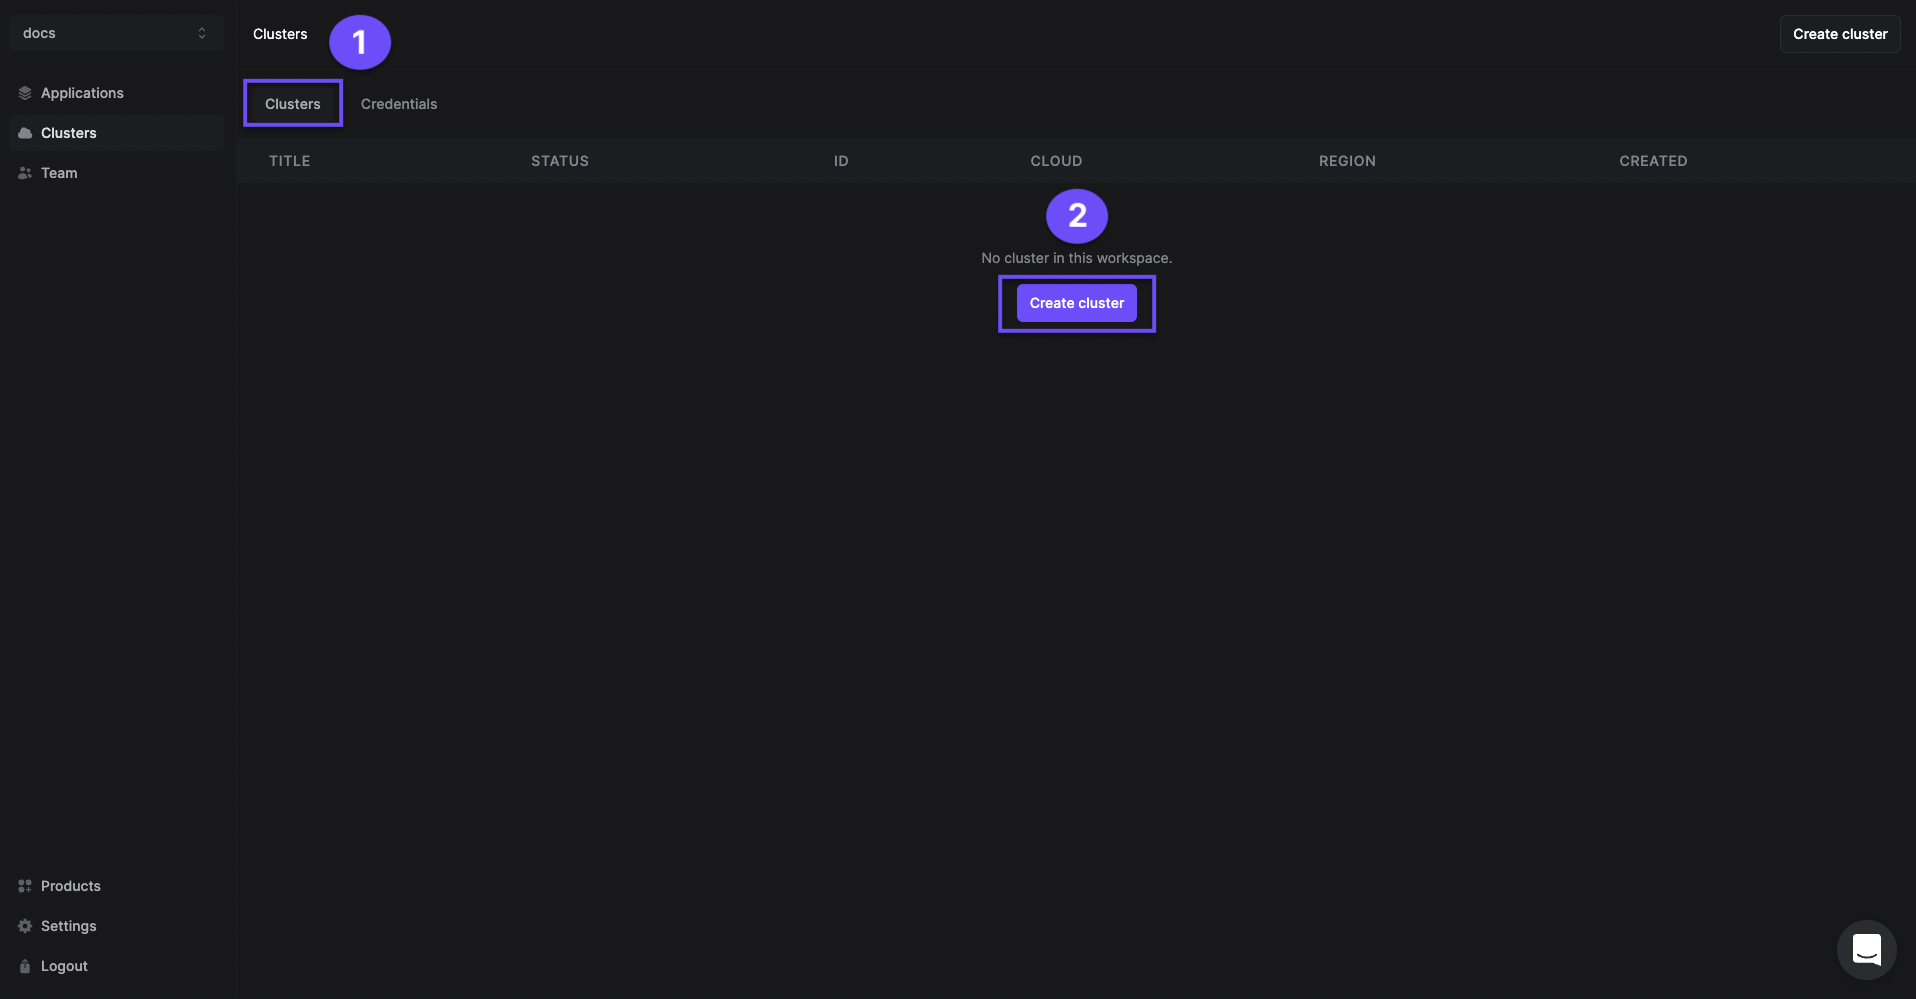 docs
Applications
Clusters
Team
Products
Settings
Logout
Clusters
1
Create cluster
Clusters Credentials
TITLE STATUS ID CLOUD REGION CREATED
2
No cluster in this workspace.
Create cluster